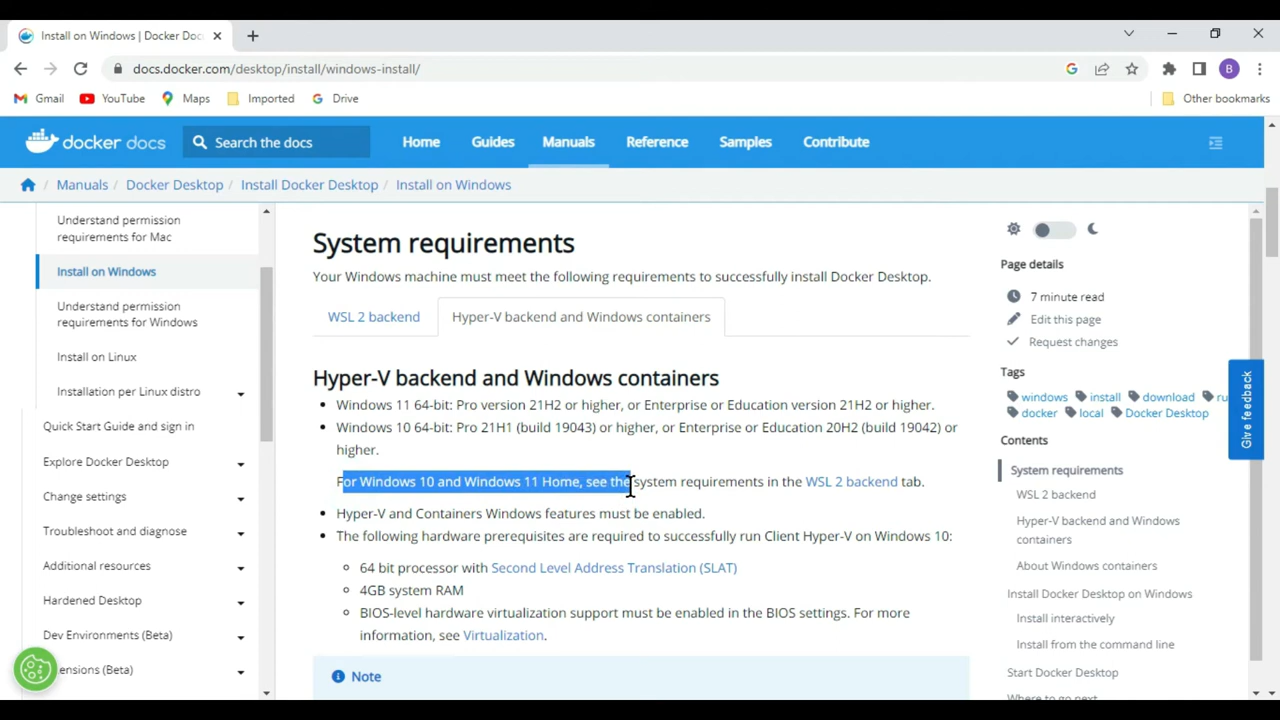 Install on Windows | Docker Doc
docs.docker.com/desktop/install/windows-install/
B
Gmail
YouTube
Maps
Imported
Drive
Other bookmarks
docker docs
Search the docs
Home
Guides
Manuals
Reference
Samples
Contribute
/ Manuals / Docker Desktop / Install Docker Desktop / Install on Windows
Understand permission
requirements for Mac
Install on Windows
Understand permission
requirements for Windows
Install on Linux
Installation per Linux distro
Quick Start Guide and sign in
Explore Docker Desktop
Change settings
Troubleshoot and diagnose
Additional resources
Hardened Desktop
Dev Environments (Beta)
ensions (Beta)
System requirements
Your Windows machine must meet the following requirements to successfully install Docker Desktop.
WSL 2 backend
Hyper-V backend and Windows containers
Hyper-V backend and Windows containers
• Windows 11 64-bit: Pro version 21H2 or higher, or Enterprise or Education version 21H2 or higher.
• Windows 10 64-bit: Pro 21H1 (build 19043) or higher, or Enterprise or Education 20H2 (build 19042) or
higher.
For Windows 10 and Windows 11 Home, see the system requirements in the WSL 2 backend tab.
• Hyper-V and Containers Windows features must be enabled.
• The following hardware prerequisites are required to successfully run Client Hyper-V on Windows 10:
64 bit processor with Second Level Address Translation (SLAT)
4GB system RAM
BIOS-level hardware virtualization support must be enabled in the BIOS settings. For more
information, see Virtualization.
Note
Page details
7 minute read
Edit this page
Request changes
Tags
windows install download ru
docker local Docker Desktop
Contents
System requirements
WSL 2 backend
Hyper-V backend and Windows
containers
About Windows containers
Install Docker Desktop on Windows
Install interactively
Install from the command line
Start Docker Desktop
Where to go next
Give feedback